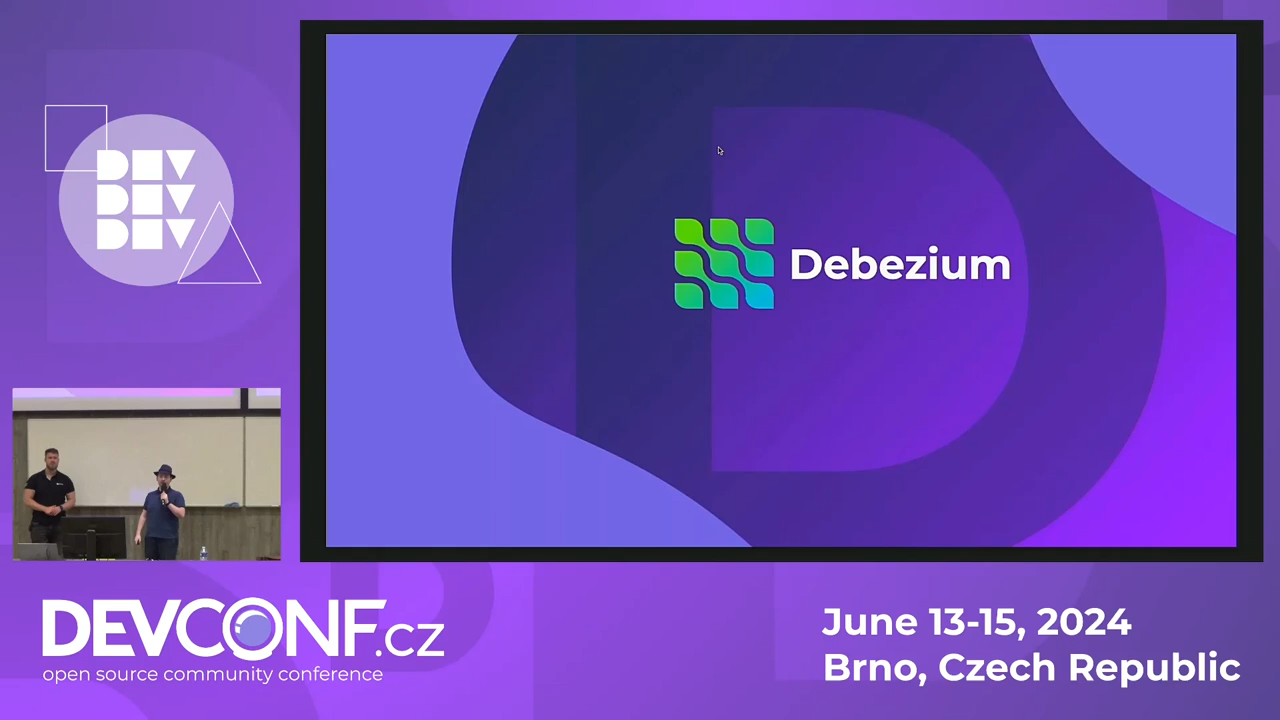 DEV
DEV
DEV
Debezium
DEVCONF.cz
open source community conference
June 13-15, 2024
Brno, Czech Republic